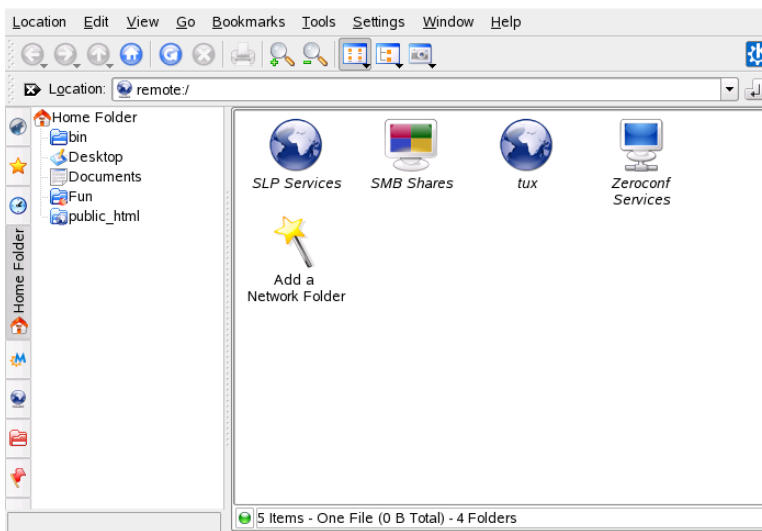 Location Edit View Go Bookmarks Tools Settings Window Help
Location: remote:/
Home Folder
bin
Desktop
Documents
Fun
public_html
Home Folder
SLP Services
SMB Shares
tux
Zeroconf
Services
Add a
Network Folder
5 Items - One File (0 B Total) - 4 Folders